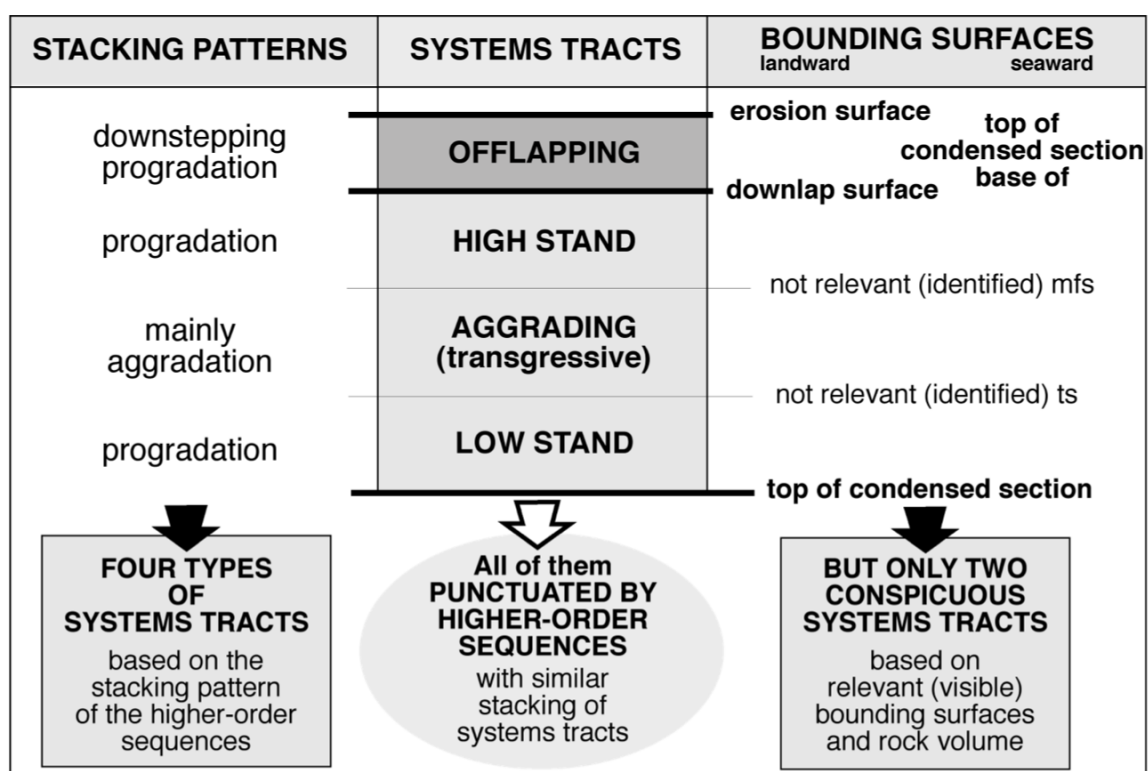 STACKING PATTERNS
SYSTEMS TRACTS
BOUNDING SURFACES
landward seaward
downstepping
progradation
OFFLAPPING
erosion surface
top of
condensed section
base of
downlap surface
progradation
HIGH STAND
not relevant (identified) mfs
mainly
aggradation
AGGRADING
(transgressive)
not relevant (identified) ts
progradation
LOW STAND
top of condensed section
FOUR TYPES
OF
SYSTEMS TRACTS
based on the
stacking pattern
of the higher-order
sequences
All of them
PUNCTUATED BY
HIGHER-ORDER
SEQUENCES
with similar
stacking of
systems tracts
BUT ONLY TWO
CONSPICUOUS
SYSTEMS TRACTS
based on
relevant (visible)
bounding surfaces
and rock volume